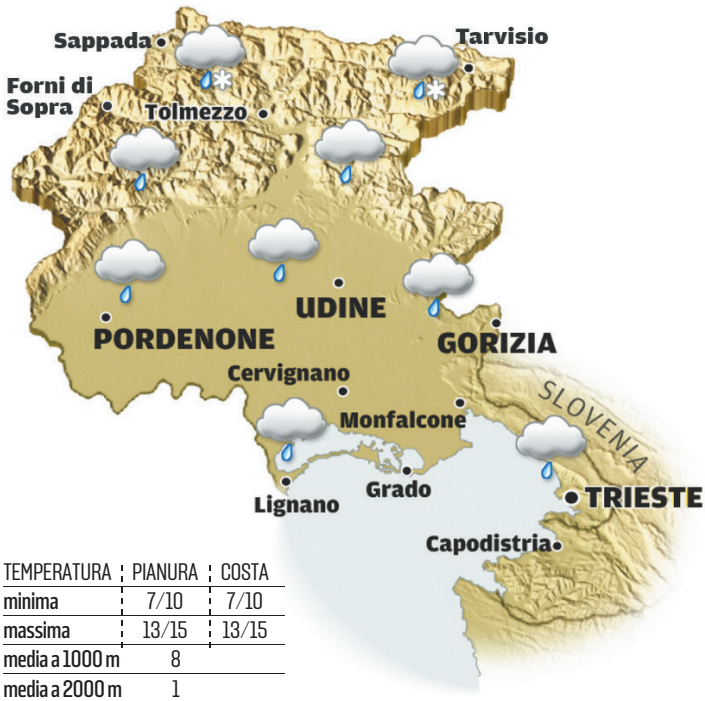 Sappada
Tarvisio
Forni di
Sopra
Tolmezzo
UDINE
PORDENONE
GORIZIA
Cervignano
SLOVENIA
Monfalcone
Grado
Lignano
TRIESTE
Capodistria
TEMPERATURA PIANURA COSTA
minima 7/10 7/10
massima 13/15 13/15
media a 1000 m 8
media a 2000 m 1